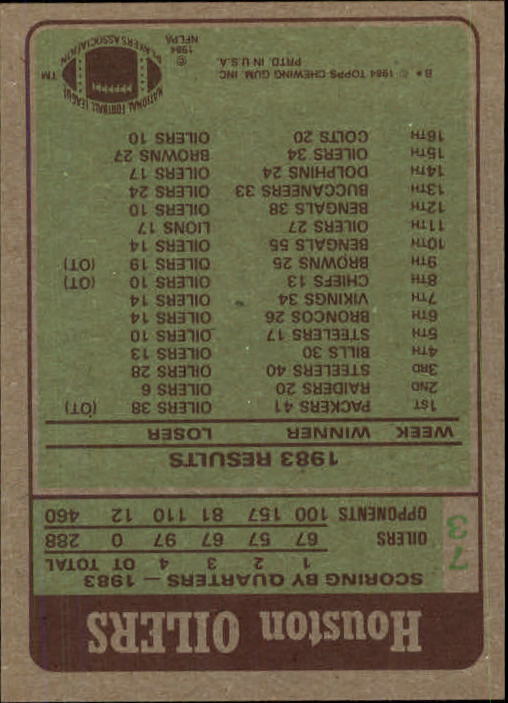 Houston OILERS
73
SCORING BY QUARTERS — 1983
1 2 3 4 OT TOTAL
OILERS 67 57 67 97 0 288
OPPONENTS 100 157 81 110 12 460
1983 RESULTS
WEEK WINNER LOSER
1ST PACKERS 41 OILERS 38 (OT)
2ND RAIDERS 20 OILERS 6
3RD STEELERS 40 OILERS 28
4TH BILLS 30 OILERS 13
5TH STEELERS 17 OILERS 10
6TH BRONCOS 26 OILERS 14
7TH VIKINGS 34 OILERS 14
8TH CHIEFS 13 OILERS 10 (OT)
9TH BROWNS 25 OILERS 19 (OT)
10TH BENGALS 55 OILERS 14
11TH OILERS 27 LIONS 17
12TH BENGALS 38 OILERS 10
13TH BUCCANEERS 33 OILERS 24
14TH DOLPHINS 24 OILERS 17
15TH OILERS 34 BROWNS 27
16TH COLTS 20 OILERS 10
B* © 1984 TOPPS CHEWING GUM, INC.
PRTD. IN U.S.A.
© 1984
NFLPA
NATIONAL FOOTBALL LEAGUE
PLAYERS ASSOCIATION
TM